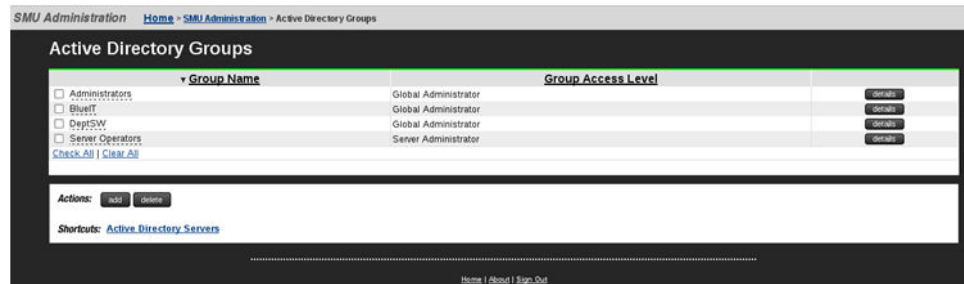 SMU Administration Home > SMU Administration > Active Directory Groups
Active Directory Groups
▼ Group Name Group Access Level
Administrators Global Administrator details
BlueIT Global Administrator details
DeptSW Global Administrator details
Server Operators Server Administrator details
Check All | Clear All
Actions: add delete
Shortcuts: Active Directory Servers
Home | About | Sign Out